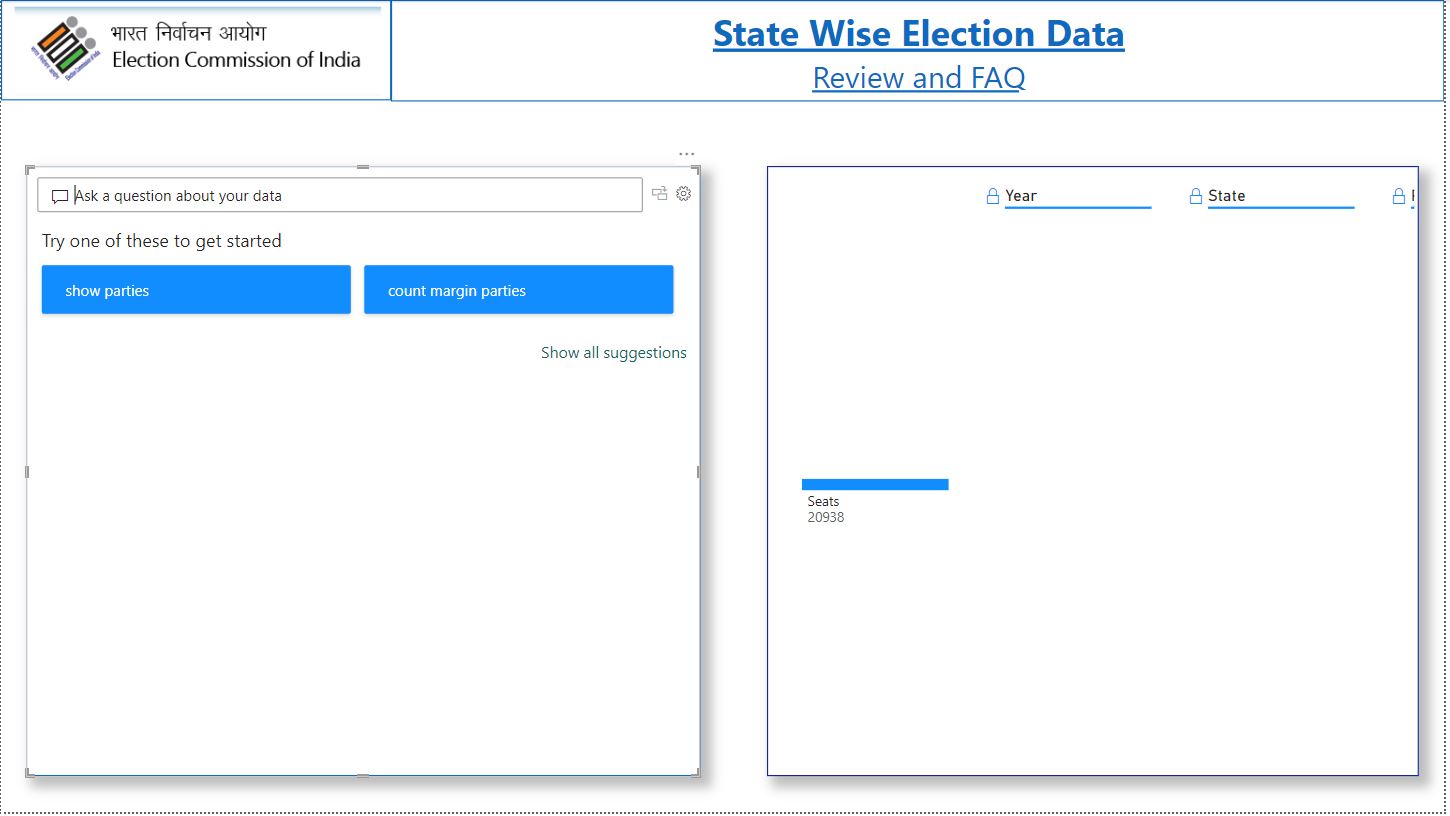 भारत निर्वाचन आयोग
Election Commission of India
State Wise Election Data
Review and FAQ
...
Ask a question about your data
Try one of these to get started
show parties
count margin parties
Show all suggestions
Year
State
Seats
20938